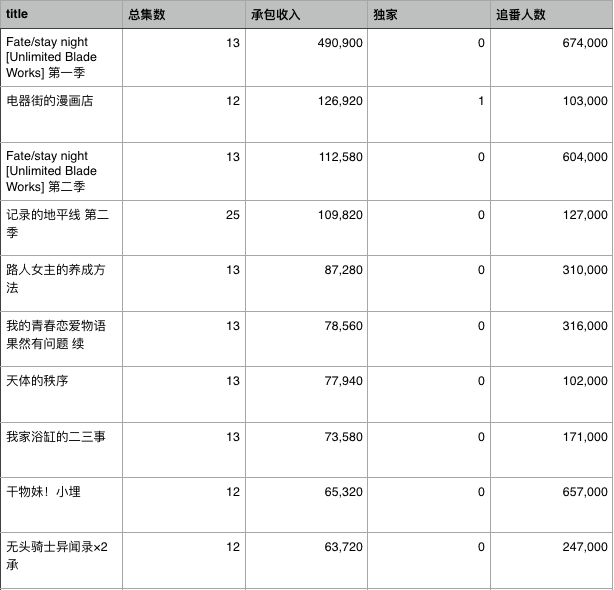 title 总集数 承包收入 独家 追番人数
Fate/stay night
[Unlimited Blade
Works] 第一季 13 490,900 0 674,000
电器街的漫画店 12 126,920 1 103,000
Fate/stay night
[Unlimited Blade
Works] 第二季 13 112,580 0 604,000
记录的地平线 第二
季 25 109,820 0 127,000
路人女主的养成方
法 13 87,280 0 310,000
我的青春恋爱物语
果然有问题 续 13 78,560 0 316,000
天体的秩序 13 77,940 0 102,000
我家浴缸的二三事 13 73,580 0 171,000
干物妹！小埋 12 65,320 0 657,000
无头骑士异闻录×2
承 12 63,720 0 247,000